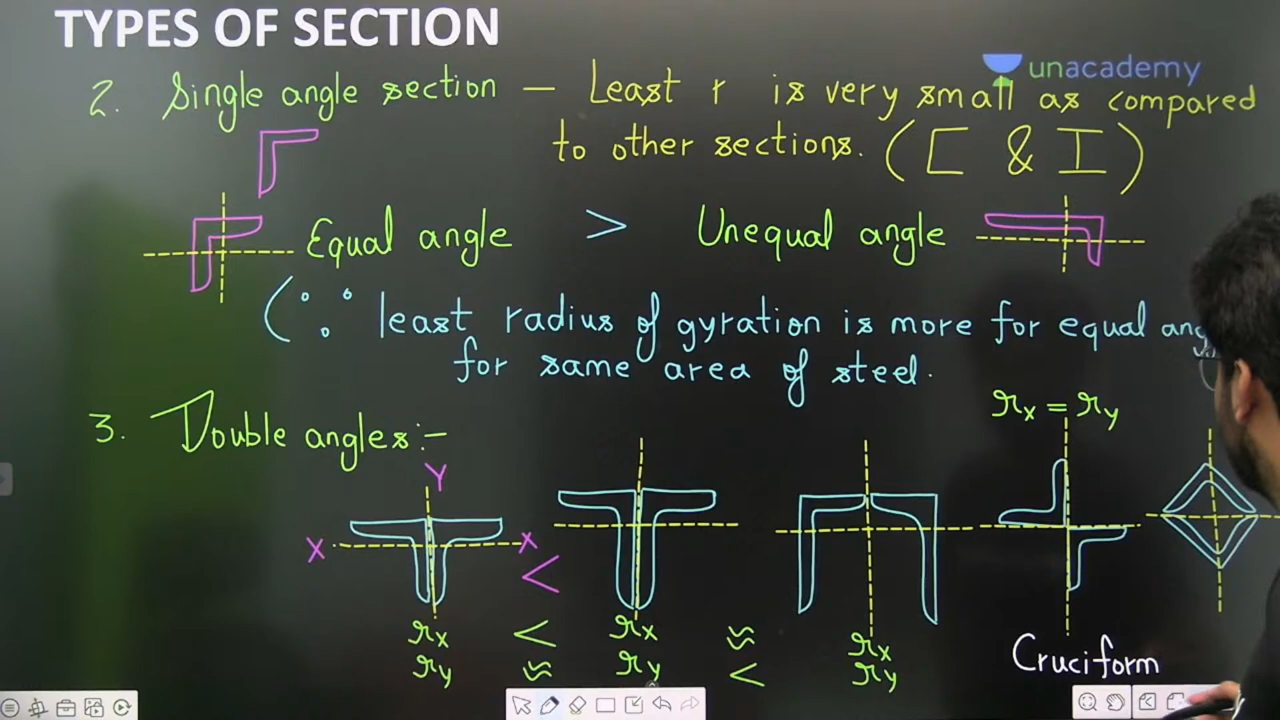 TYPES OF SECTION
unacademy
2. Single angle section — Least r is very small as compared
to other sections. ([ & I)
Equal angle > Unequal angle
(∵ least radius of gyration is more for equal
for same area of steel.
rx = ry
3. Double angles:-
Y
X X
<
rx < rx ≈ rx
ry ≈ ry < ry
Cruciform